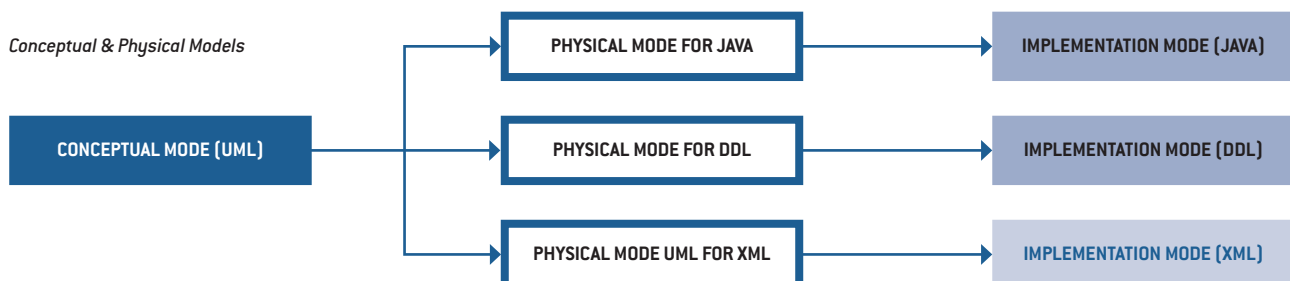 Conceptual & Physical Models
PHYSICAL MODE FOR JAVA
IMPLEMENTATION MODE (JAVA)
CONCEPTUAL MODE (UML)
PHYSICAL MODE FOR DDL
IMPLEMENTATION MODE (DDL)
PHYSICAL MODE UML FOR XML
IMPLEMENTATION MODE (XML)